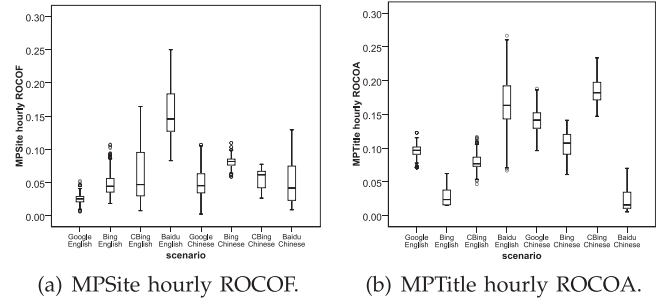 MPSite hourly ROCOF
0.30
0.25
0.20
0.15
0.10
0.05
0.00
Google English
Bing English
CBing English
Baidu English
Google Chinese
Bing Chinese
CBing Chinese
Baidu Chinese
scenario
(a) MPSite hourly ROCOF.
MPTitle hourly ROCOA
0.30
0.25
0.20
0.15
0.10
0.05
0.00
Google English
Bing English
CBing English
Baidu English
Google Chinese
Bing Chinese
CBing Chinese
Baidu Chinese
scenario
(b) MPTitle hourly ROCOA.